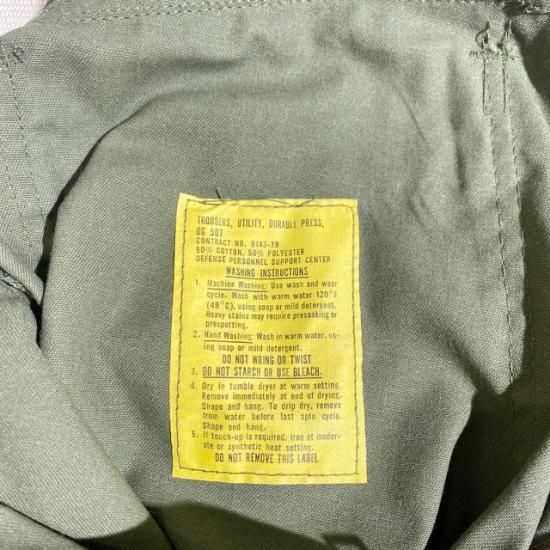 TROUSERS, UTILITY, DURABLE PRESS,
OG 507
CONTRACT NO. 8143-79
50% COTTON, 50% POLYESTER
DEFENSE PERSONNEL SUPPORT CENTER
WASHING INSTRUCTIONS
1. Machine Washing: Use wash and wear
cycle. Wash with warm water 120°F
(49°C), using soap or mild detergent.
Heavy stains may require presoaking or
prespotting.
2. Hand Washing: Wash in warm water, us-
ing soap or mild detergent.
DO NOT WRING OR TWIST
3. DO NOT STARCH OR USE BLEACH.
4. Dry in tumble dryer at warm setting.
Remove immediately at end of drying.
Shape and hang. To drip dry, remove
from water before last spin cycle.
Shape and hang.
5. If touch-up is required, iron at moder-
ate or synthetic heat setting.
DO NOT REMOVE THIS LABEL